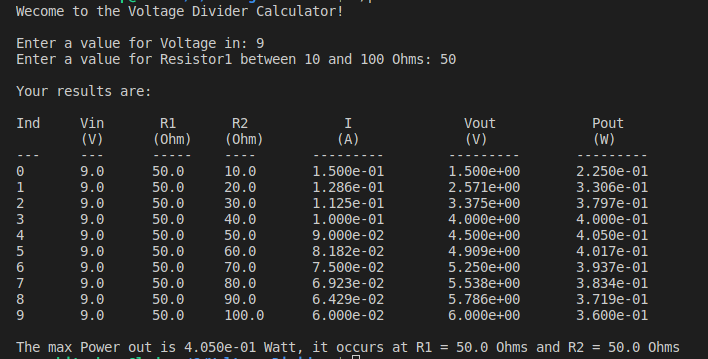 Wecome to the Voltage Divider Calculator!
Enter a value for Voltage in: 9
Enter a value for Resistor1 between 10 and 100 Ohms: 50
Your results are:
Ind Vin R1 R2 I Vout Pout
(V) (Ohm) (Ohm) (A) (V) (W)
--- --- ----- ---- --------- --------- ---------
0 9.0 50.0 10.0 1.500e-01 1.500e+00 2.250e-01
1 9.0 50.0 20.0 1.286e-01 2.571e+00 3.306e-01
2 9.0 50.0 30.0 1.125e-01 3.375e+00 3.797e-01
3 9.0 50.0 40.0 1.000e-01 4.000e+00 4.000e-01
4 9.0 50.0 50.0 9.000e-02 4.500e+00 4.050e-01
5 9.0 50.0 60.0 8.182e-02 4.909e+00 4.017e-01
6 9.0 50.0 70.0 7.500e-02 5.250e+00 3.937e-01
7 9.0 50.0 80.0 6.923e-02 5.538e+00 3.834e-01
8 9.0 50.0 90.0 6.429e-02 5.786e+00 3.719e-01
9 9.0 50.0 100.0 6.000e-02 6.000e+00 3.600e-01
The max Power out is 4.050e-01 Watt, it occurs at R1 = 50.0 Ohms and R2 = 50.0 Ohms